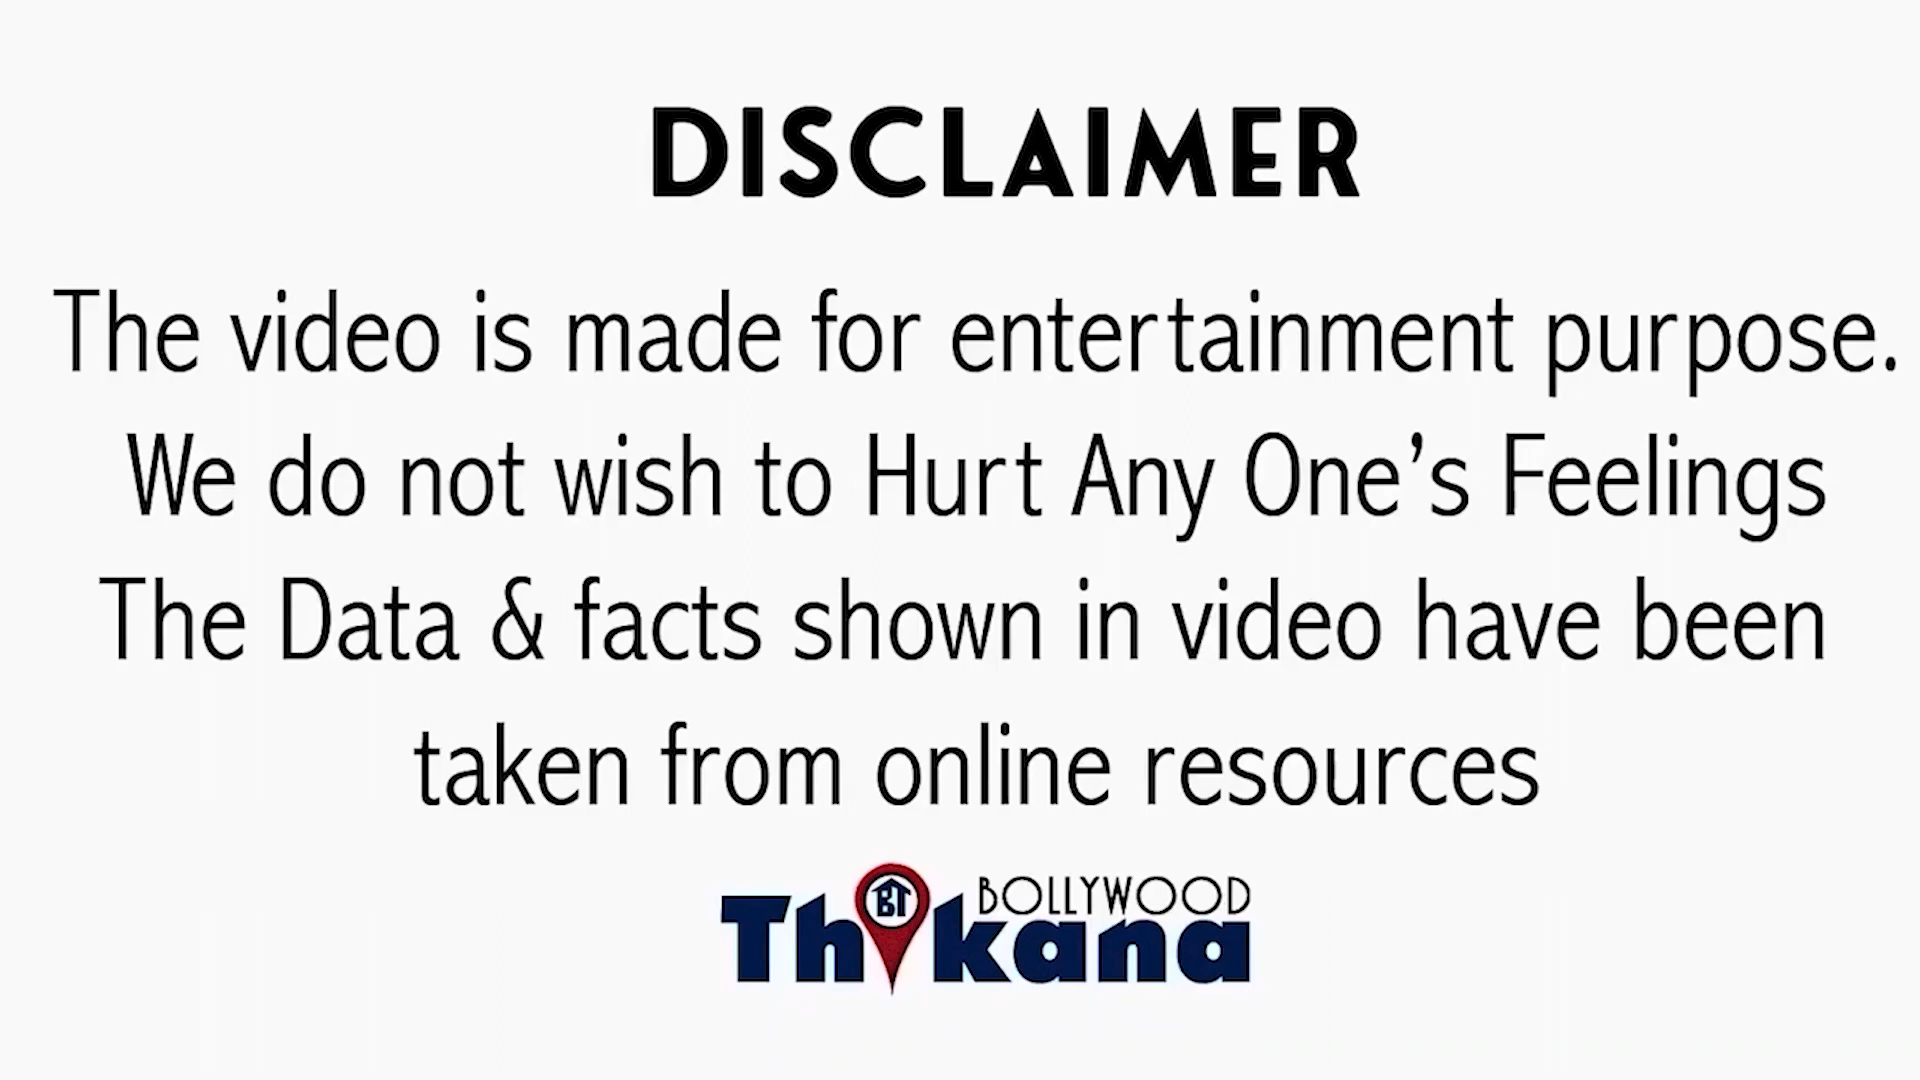 DISCLAIMER
The video is made for entertainment purpose.
We do not wish to Hurt Any One’s Feelings
The Data & facts shown in video have been
taken from online resources
BT
BOLLYWOOD
Thikana